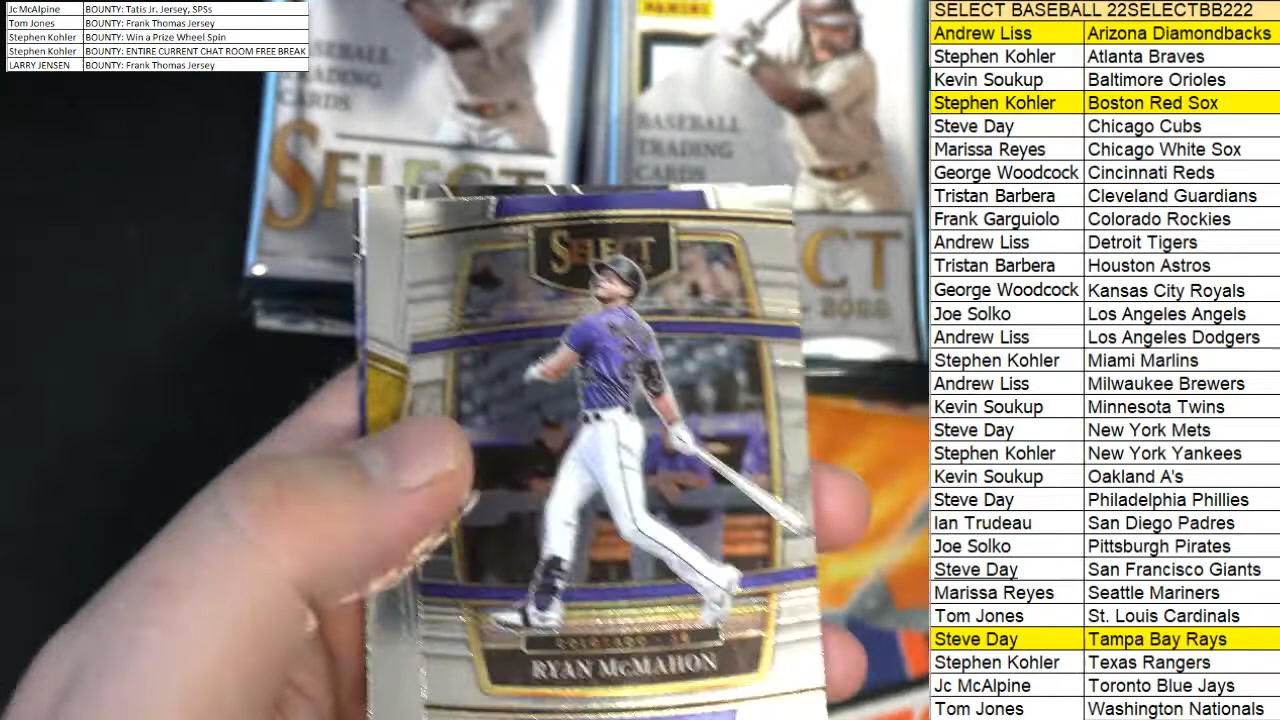 Jc McAlpine BOUNTY: Tatis Jr. Jersey, SPSs
Tom Jones BOUNTY: Frank Thomas Jersey
Stephen Kohler BOUNTY: Win a Prize Wheel Spin
Stephen Kohler BOUNTY: ENTIRE CURRENT CHAT ROOM FREE BREAK
LARRY JENSEN BOUNTY: Frank Thomas Jersey
PANINI
BASEBALL
TRADING
CARDS
TRADING
CARDS
SELECT
CT
2022
SELECT
COLORADO - 3B
RYAN McMAHON
SELECT BASEBALL 22SELECTBB222
Andrew Liss Arizona Diamondbacks
Stephen Kohler Atlanta Braves
Kevin Soukup Baltimore Orioles
Stephen Kohler Boston Red Sox
Steve Day Chicago Cubs
Marissa Reyes Chicago White Sox
George Woodcock Cincinnati Reds
Tristan Barbera Cleveland Guardians
Frank Garguiolo Colorado Rockies
Andrew Liss Detroit Tigers
Tristan Barbera Houston Astros
George Woodcock Kansas City Royals
Joe Solko Los Angeles Angels
Andrew Liss Los Angeles Dodgers
Stephen Kohler Miami Marlins
Andrew Liss Milwaukee Brewers
Kevin Soukup Minnesota Twins
Steve Day New York Mets
Stephen Kohler New York Yankees
Kevin Soukup Oakland A's
Steve Day Philadelphia Phillies
Ian Trudeau San Diego Padres
Joe Solko Pittsburgh Pirates
Steve Day San Francisco Giants
Marissa Reyes Seattle Mariners
Tom Jones St. Louis Cardinals
Steve Day Tampa Bay Rays
Stephen Kohler Texas Rangers
Jc McAlpine Toronto Blue Jays
Tom Jones Washington Nationals